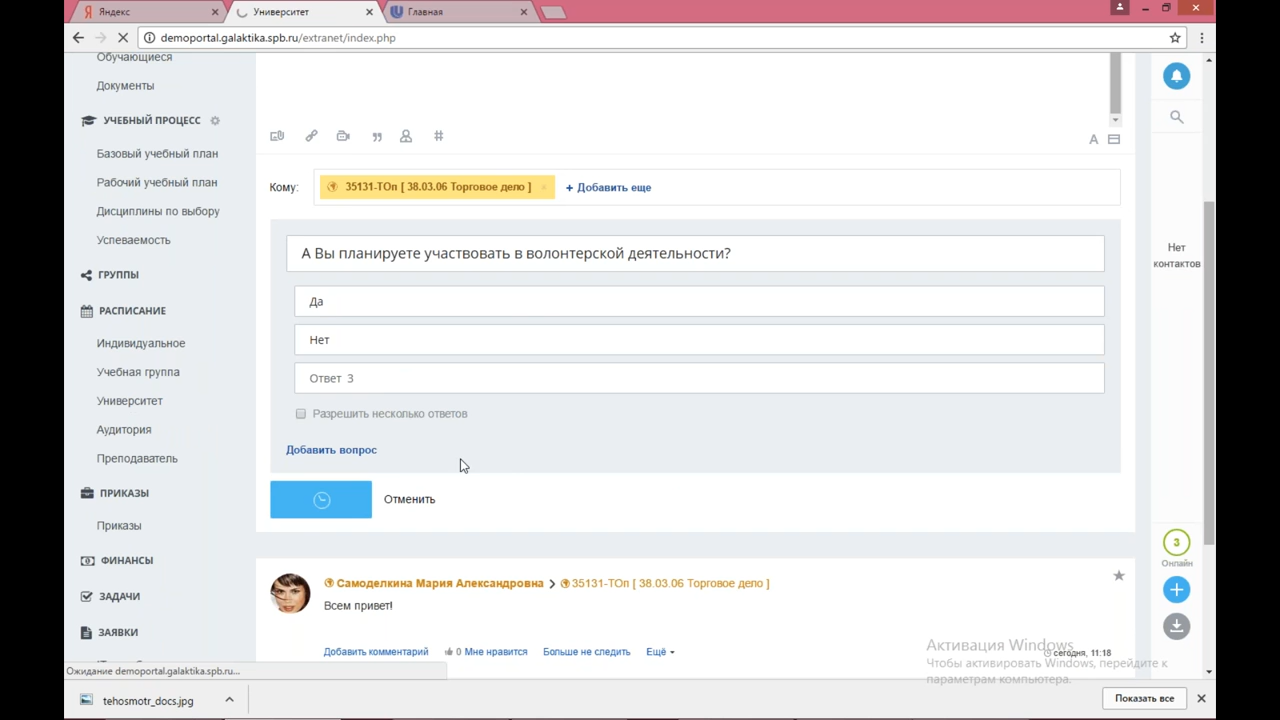 Яндекс
Университет
Главная
demoportal.galaktika.spb.ru/extranet/index.php
Обучающиеся
Документы
УЧЕБНЫЙ ПРОЦЕСС
Базовый учебный план
Рабочий учебный план
Дисциплины по выбору
Успеваемость
ГРУППЫ
РАСПИСАНИЕ
Индивидуальное
Учебная группа
Университет
Аудитория
Преподаватель
ПРИКАЗЫ
Приказы
ФИНАНСЫ
ЗАДАЧИ
ЗАЯВКИ
Кому:
35131-ТОп [ 38.03.06 Торговое дело ]
+ Добавить еще
А Вы планируете участвовать в волонтерской деятельности?
Да
Нет
Ответ 3
Разрешить несколько ответов
Добавить вопрос
Отменить
Самоделкина Мария Александровна > 35131-ТОп [ 38.03.06 Торговое дело ]
Всем привет!
Добавить комментарий
0 Мне нравится
Больше не следить
Ещё
сегодня, 11:18
Нет
контактов
3
Онлайн
Активация Windows
Чтобы активировать Windows, перейдите к
параметрам компьютера.
Ожидание demoportal.galaktika.spb.ru...
tehosmotr_docs.jpg
Показать все